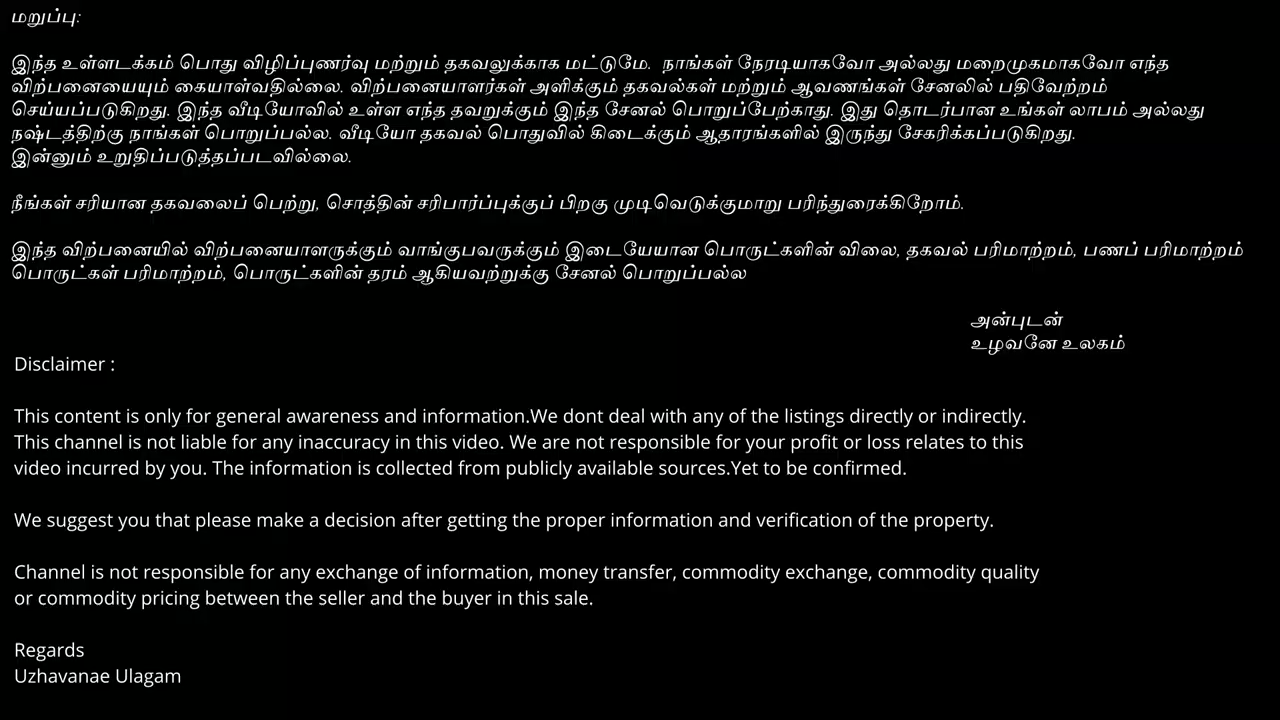 மறுப்பு:
இந்த உள்ளடக்கம் பொது விழிப்புணர்வு மற்றும் தகவலுக்காக மட்டுமே. நாங்கள் நேரடியாகவோ அல்லது மறைமுகமாகவோ எந்த
விற்பனையையும் கையாள்வதில்லை. விற்பனையாளர்கள் அளிக்கும் தகவல்கள் மற்றும் ஆவணங்கள் சேனலில் பதிவேற்றம்
செய்யப்படுகிறது. இந்த வீடியோவில் உள்ள எந்த தவறுக்கும் இந்த சேனல் பொறுப்பேற்காது. இது தொடர்பான உங்கள் லாபம் அல்லது
நஷ்டத்திற்கு நாங்கள் பொறுப்பல்ல. வீடியோ தகவல் பொதுவில் கிடைக்கும் ஆதாரங்களில் இருந்து சேகரிக்கப்படுகிறது.
இன்னும் உறுதிப்படுத்தப்படவில்லை.
நீங்கள் சரியான தகவலைப் பெற்று, சொத்தின் சரிபார்ப்புக்குப் பிறகு முடிவெடுக்குமாறு பரிந்துரைக்கிறோம்.
இந்த விற்பனையில் விற்பனையாளருக்கும் வாங்குபவருக்கும் இடையேயான பொருட்களின் விலை, தகவல் பரிமாற்றம், பணப் பரிமாற்றம்
பொருட்கள் பரிமாற்றம், பொருட்களின் தரம் ஆகியவற்றுக்கு சேனல் பொறுப்பல்ல
அன்புடன்
உழவனே உலகம்
Disclaimer :
This content is only for general awareness and information.We dont deal with any of the listings directly or indirectly.
This channel is not liable for any inaccuracy in this video. We are not responsible for your profit or loss relates to this
video incurred by you. The information is collected from publicly available sources.Yet to be confirmed.
We suggest you that please make a decision after getting the proper information and verification of the property.
Channel is not responsible for any exchange of information, money transfer, commodity exchange, commodity quality
or commodity pricing between the seller and the buyer in this sale.
Regards
Uzhavanae Ulagam